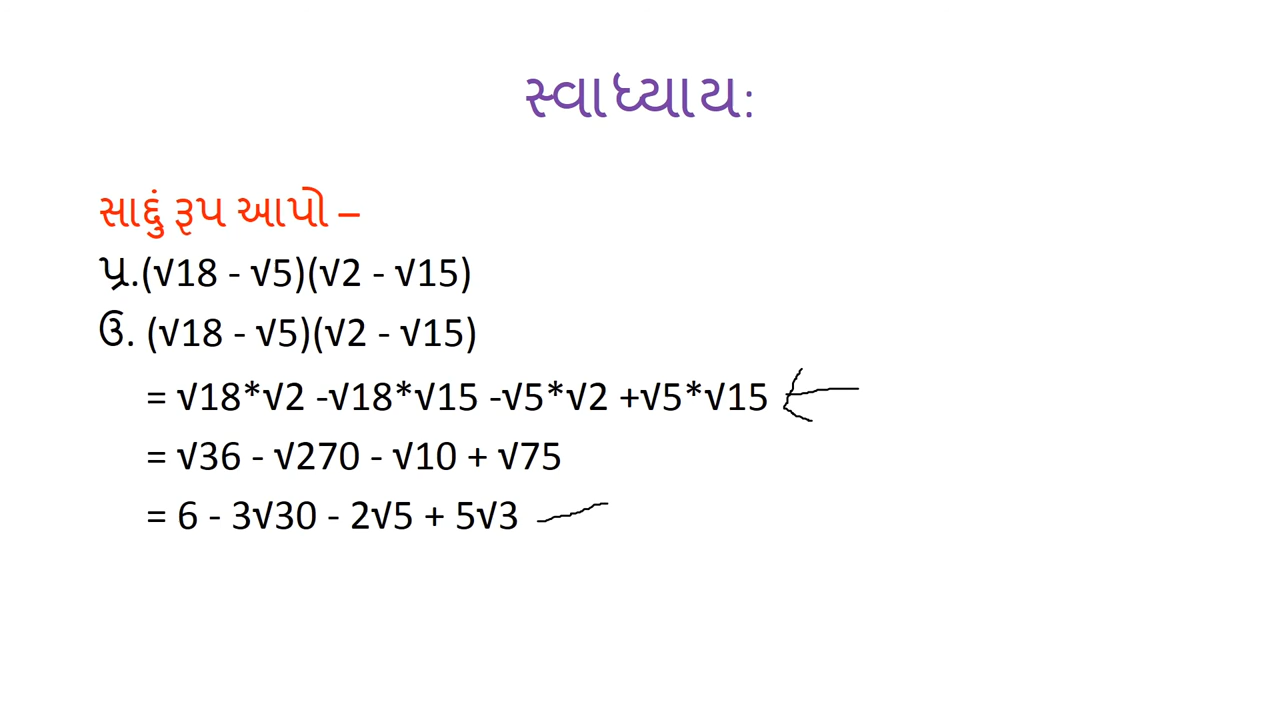 સ્વાધ્યાય:
સાદ્દું રૂપ આપો –
પ્ર.(√18 - √5)(√2 - √15)
ઉ. (√18 - √5)(√2 - √15)
= √18*√2 -√18*√15 -√5*√2 +√5*√15
= √36 - √270 - √10 + √75
= 6 - 3√30 - 2√5 + 5√3